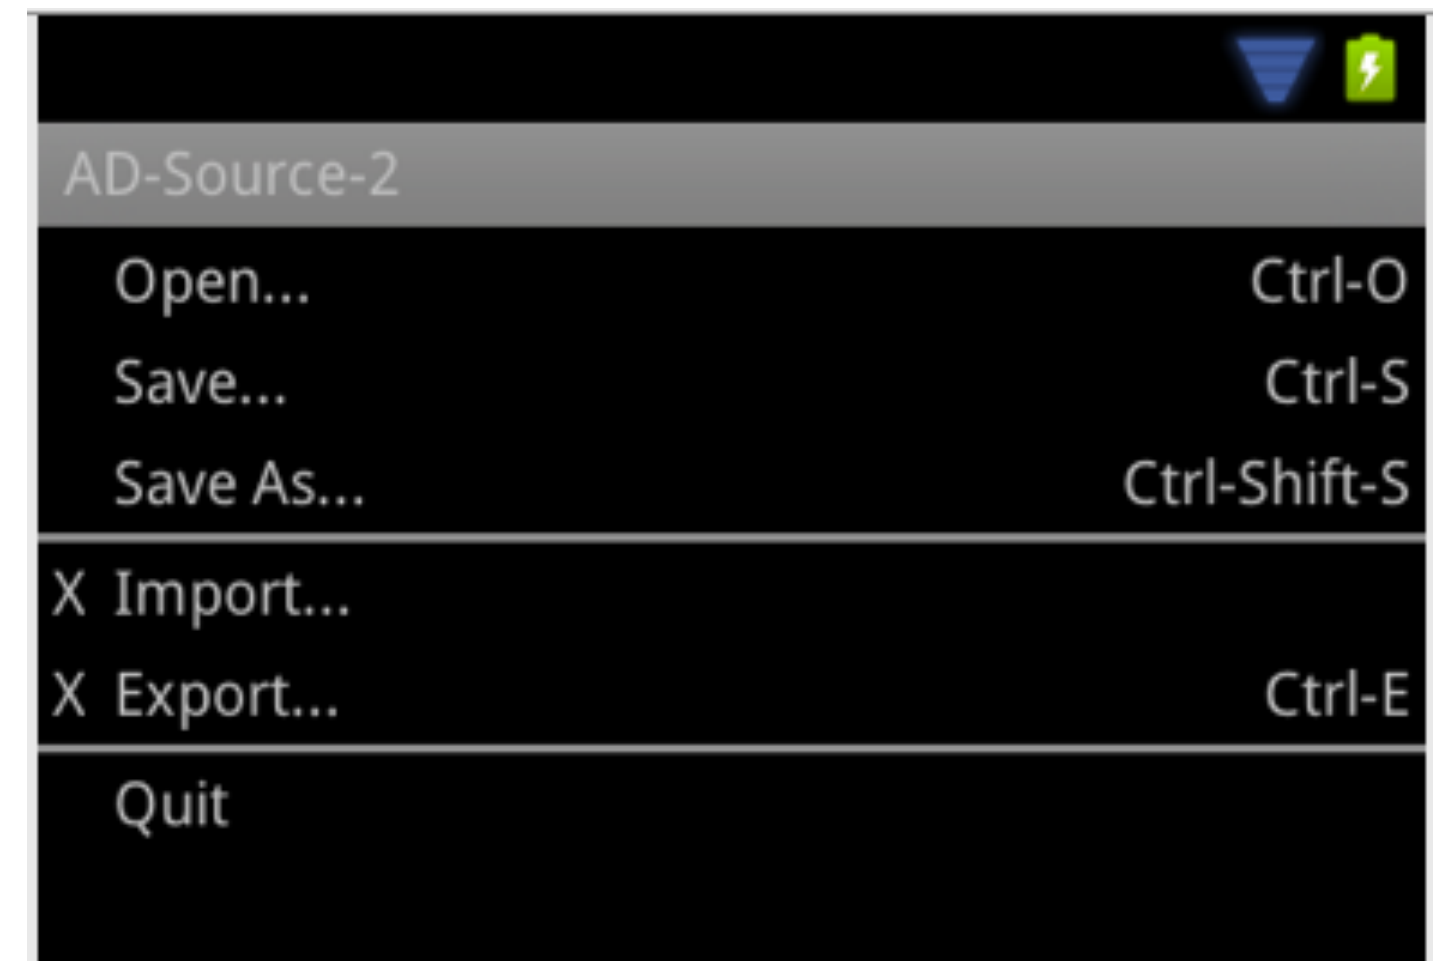 AD-Source-2
Open... Ctrl-O
Save... Ctrl-S
Save As... Ctrl-Shift-S
X Import...
X Export... Ctrl-E
Quit